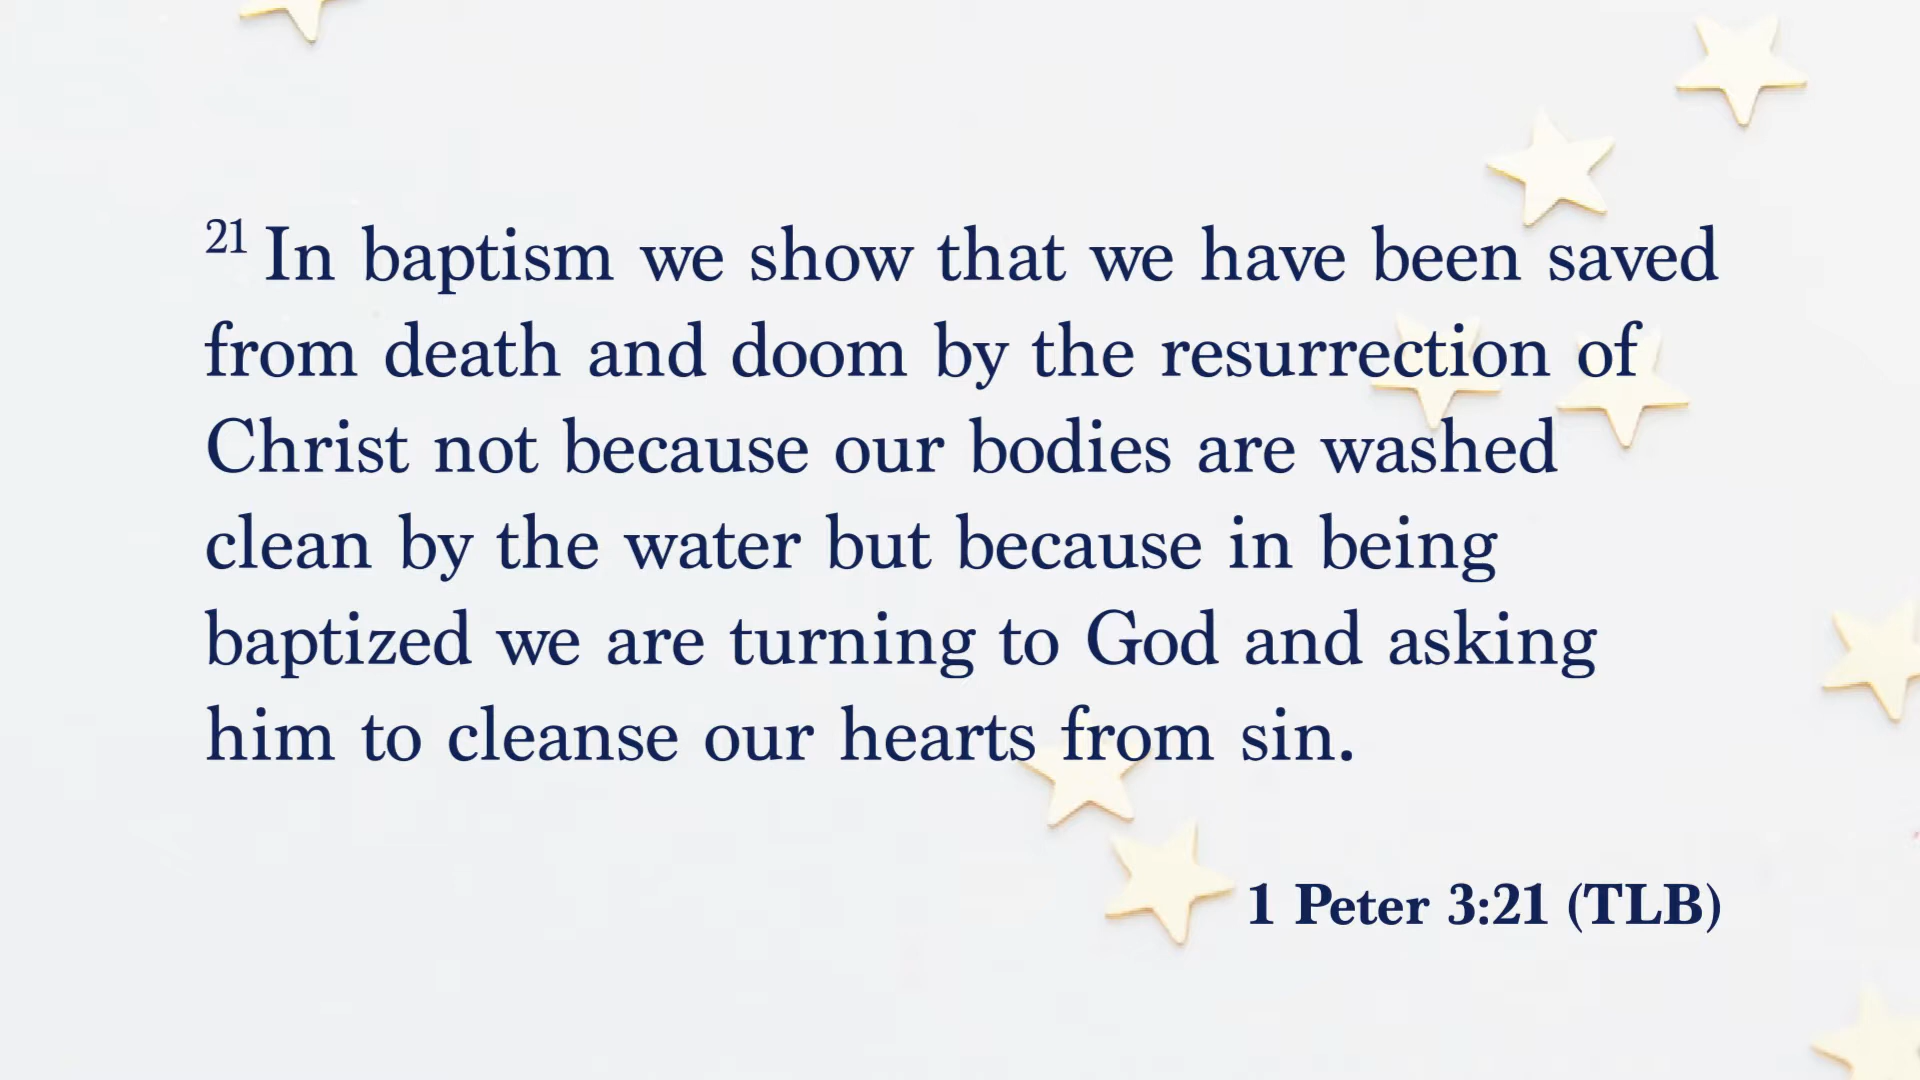 21 In baptism we show that we have been saved
from death and doom by the resurrection of
Christ not because our bodies are washed
clean by the water but because in being
baptized we are turning to God and asking
him to cleanse our hearts from sin.
1 Peter 3:21 (TLB)